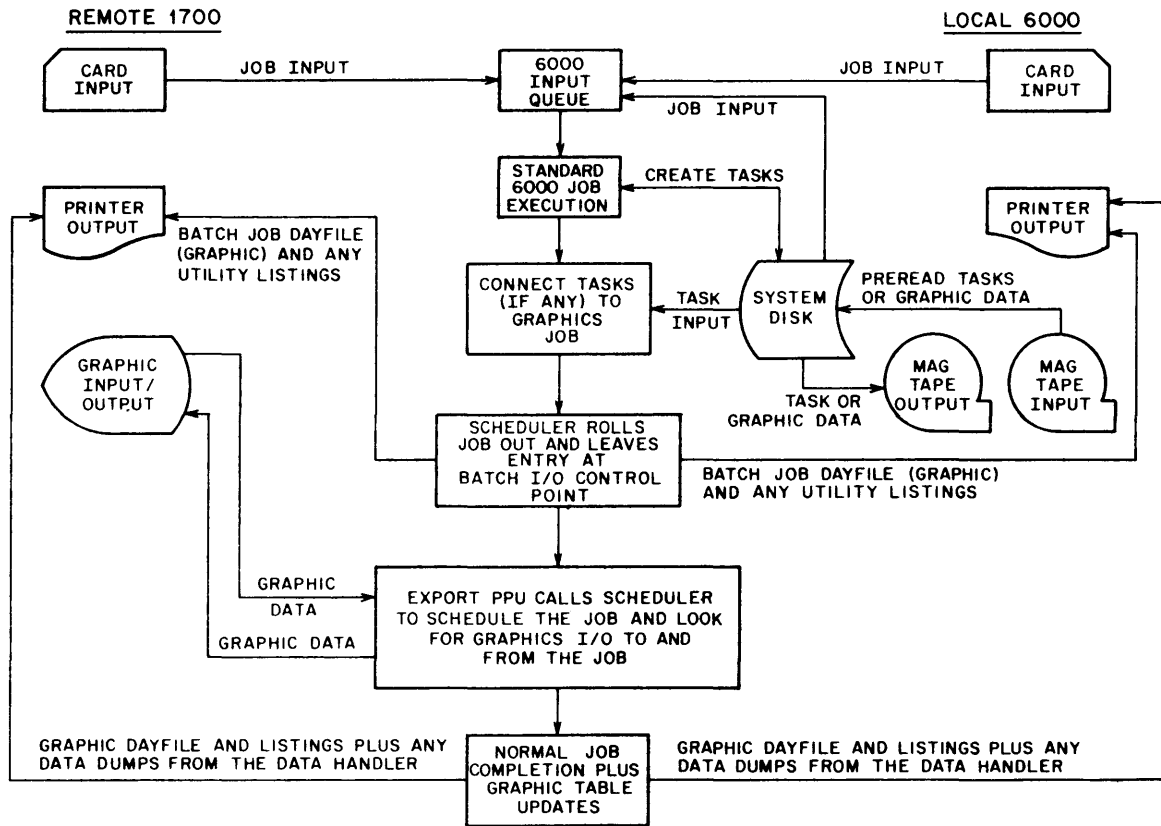 REMOTE 1700
LOCAL 6000
CARD
INPUT
JOB INPUT
6000
INPUT
QUEUE
JOB INPUT
CARD
INPUT
JOB INPUT
STANDARD
6000 JOB
EXECUTION
CREATE TASKS
PRINTER
OUTPUT
BATCH JOB DAYFILE
(GRAPHIC) AND ANY
UTILITY LISTINGS
PRINTER
OUTPUT
CONNECT TASKS
(IF ANY) TO
GRAPHICS
JOB
TASK
INPUT
SYSTEM
DISK
PREREAD TASKS
OR GRAPHIC DATA
GRAPHIC
INPUT/
OUTPUT
MAG
TAPE
OUTPUT
MAG
TAPE
INPUT
TASK OR
GRAPHIC DATA
SCHEDULER ROLLS
JOB OUT AND LEAVES
ENTRY AT
BATCH I/O CONTROL
POINT
BATCH JOB DAYFILE (GRAPHIC)
AND ANY UTILITY LISTINGS
GRAPHIC
DATA
GRAPHIC DATA
EXPORT PPU CALLS SCHEDULER
TO SCHEDULE THE JOB AND LOOK
FOR GRAPHICS I/O TO AND
FROM THE JOB
GRAPHIC DAYFILE AND LISTINGS PLUS ANY
DATA DUMPS FROM THE DATA HANDLER
NORMAL JOB
COMPLETION PLUS
GRAPHIC TABLE
UPDATES
GRAPHIC DAYFILE AND LISTINGS PLUS ANY
DATA DUMPS FROM THE DATA HANDLER